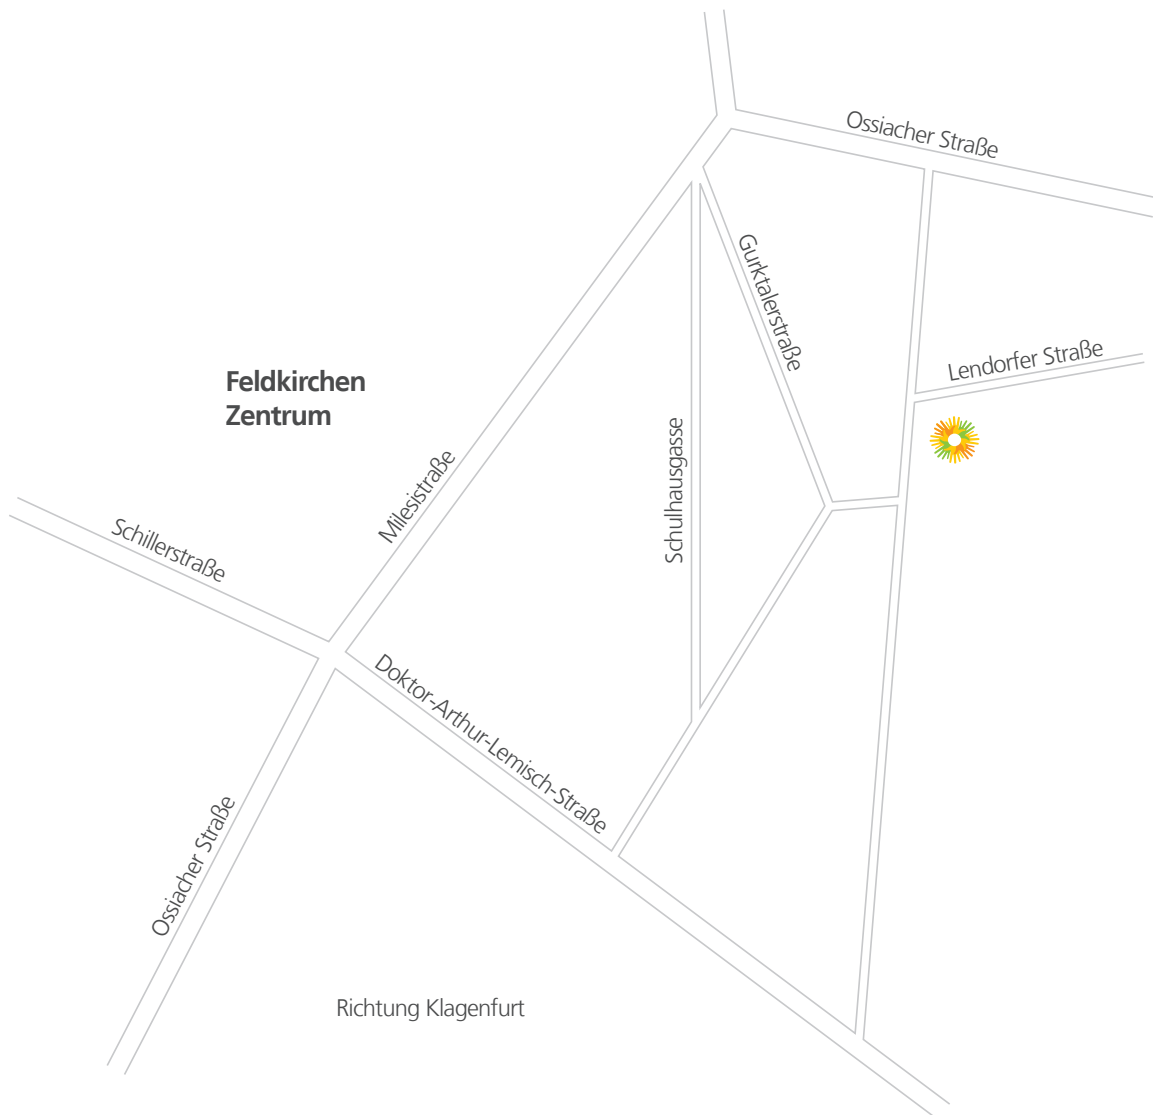 Ossiacher Straße
Gurktalerstraße
Lendorfer Straße
Feldkirchen
Zentrum
Schulhausgasse
Milesistraße
Schillerstraße
Doktor-Arthur-Lemisch-Straße
Ossiacher Straße
Richtung Klagenfurt